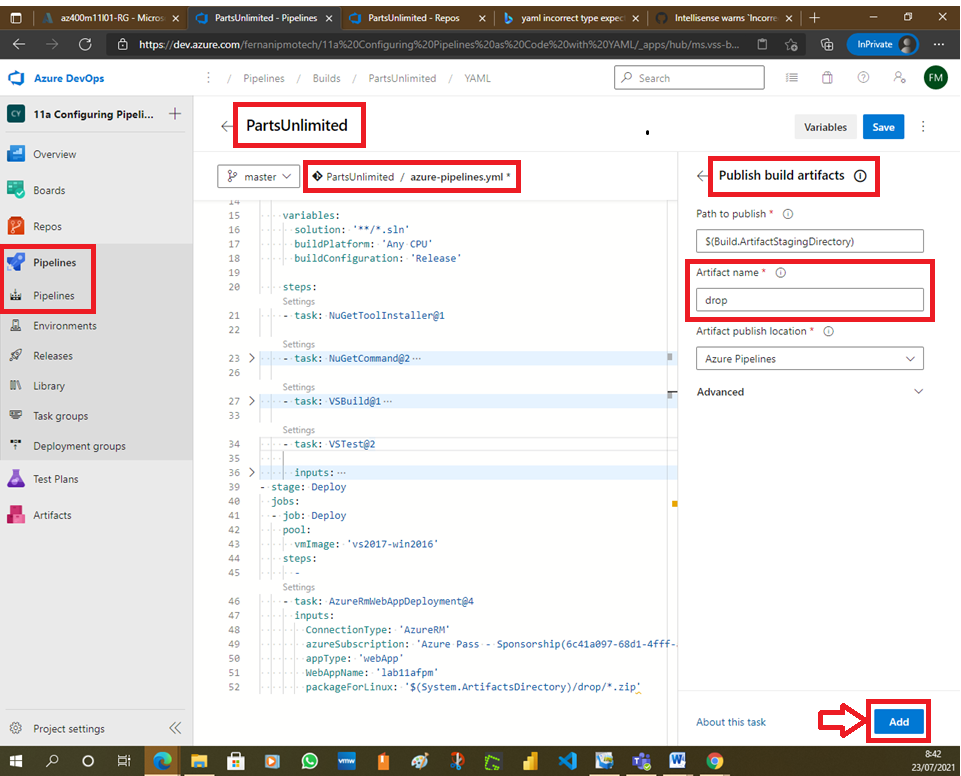 az400m11l01-RG - Micros
PartsUnlimited - Pipelines
PartsUnlimited - Repos
yaml incorrect type expec
Intellisense warns `Incorre
https://dev.azure.com/fernanipmotech/11a%20Configuring%20Pipelines%20as%20Code%20with%20YAML/_apps/hub/ms.vss-b...
InPrivate
Azure DevOps
/ Pipelines / Builds / PartsUnlimited / YAML
Search
FM
CY
11a Configuring Pipeli...
Overview
Boards
Repos
Pipelines
Pipelines
Environments
Releases
Library
Task groups
Deployment groups
Test Plans
Artifacts
Project settings
PartsUnlimited
Variables
Save
master
PartsUnlimited / azure-pipelines.yml *
14
15 variables:
16 solution: '**/*.sln'
17 buildPlatform: 'Any CPU'
18 buildConfiguration: 'Release'
19
20 steps:
Settings
21 - task: NuGetToolInstaller@1
22
Settings
23 - task: NuGetCommand@2 ...
26
Settings
27 - task: VSBuild@1 ...
33
Settings
34 - task: VSTest@2
35
36 inputs: ...
39 - stage: Deploy
40 jobs:
41 - job: Deploy
42 pool:
43 vmImage: 'vs2017-win2016'
44 steps:
45 -
Settings
46 - task: AzureRmWebAppDeployment@4
47 inputs:
48 ConnectionType: 'AzureRM'
49 azureSubscription: 'Azure Pass - Sponsorship(6c41a097-68d1-4fff-
50 appType: 'webApp'
51 WebAppName: 'lab11afpm'
52 packageForLinux: '$(System.ArtifactsDirectory)/drop/*.zip'
Publish build artifacts
Path to publish *
$(Build.ArtifactStagingDirectory)
Artifact name *
drop
Artifact publish location *
Azure Pipelines
Advanced
About this task
Add
vmw
8:42
23/07/2021